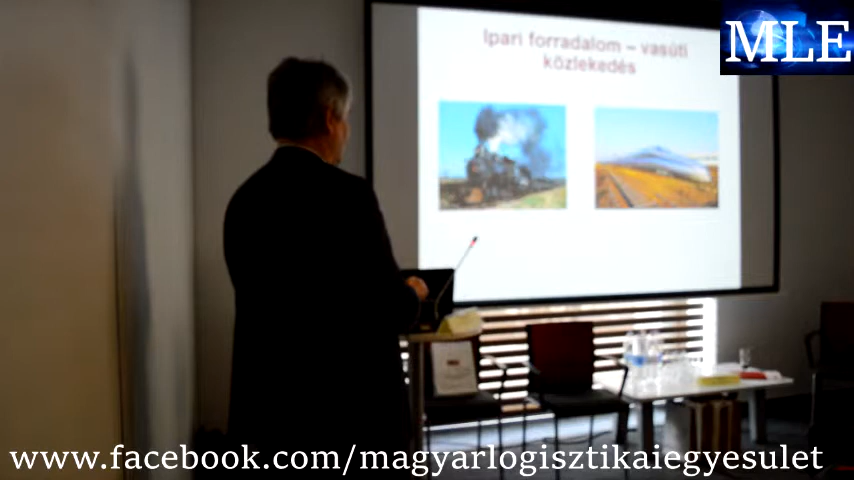 Ipari forradalom – vasúti
közlekedés
MLE
www.facebook.com/magyarlogisztikaiegyesulet